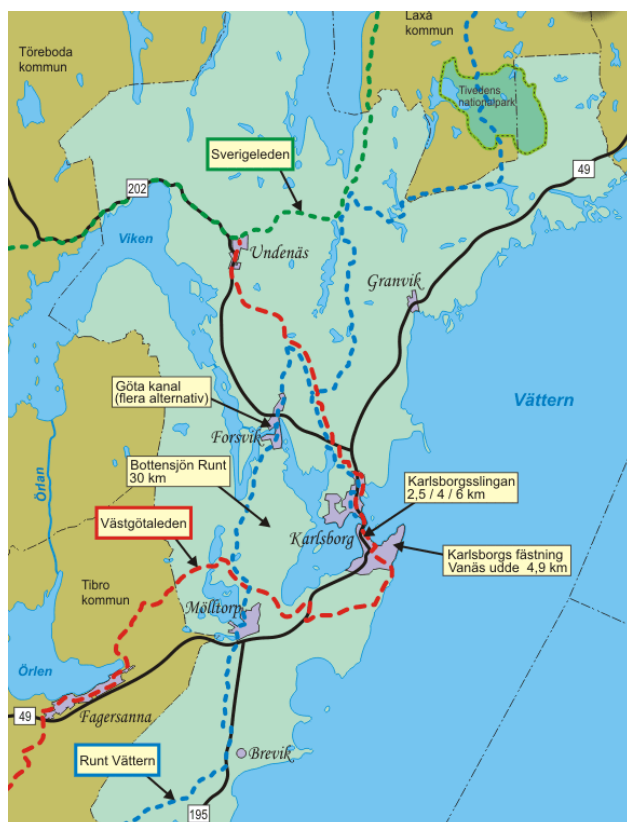 Töreboda
kommun
Laxå
kommun
Tivedens
nationalpark
Sverigeleden
49
202
Viken
Undenäs
Granvik
Göta kanal
(flera alternativ)
Vättern
Forsvik
Bottensjön Runt
30 km
Karlsborgsslingan
2,5 / 4 / 6 km
Örlan
Västgötaleden
Karlsborg
Karlsborgs fästning
Vanäs udde 4,9 km
Tibro
kommun
Mölltorp
Örlen
49
Fagersanna
Runt Vättern
Brevik
195